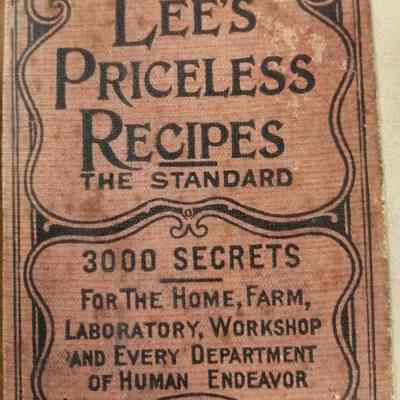 LEE'S
PRICELESS
RECIPES
THE STANDARD
3000 SECRETS
FOR THE HOME, FARM,
LABORATORY, WORKSHOP
AND EVERY DEPARTMENT
OF HUMAN ENDEAVOR